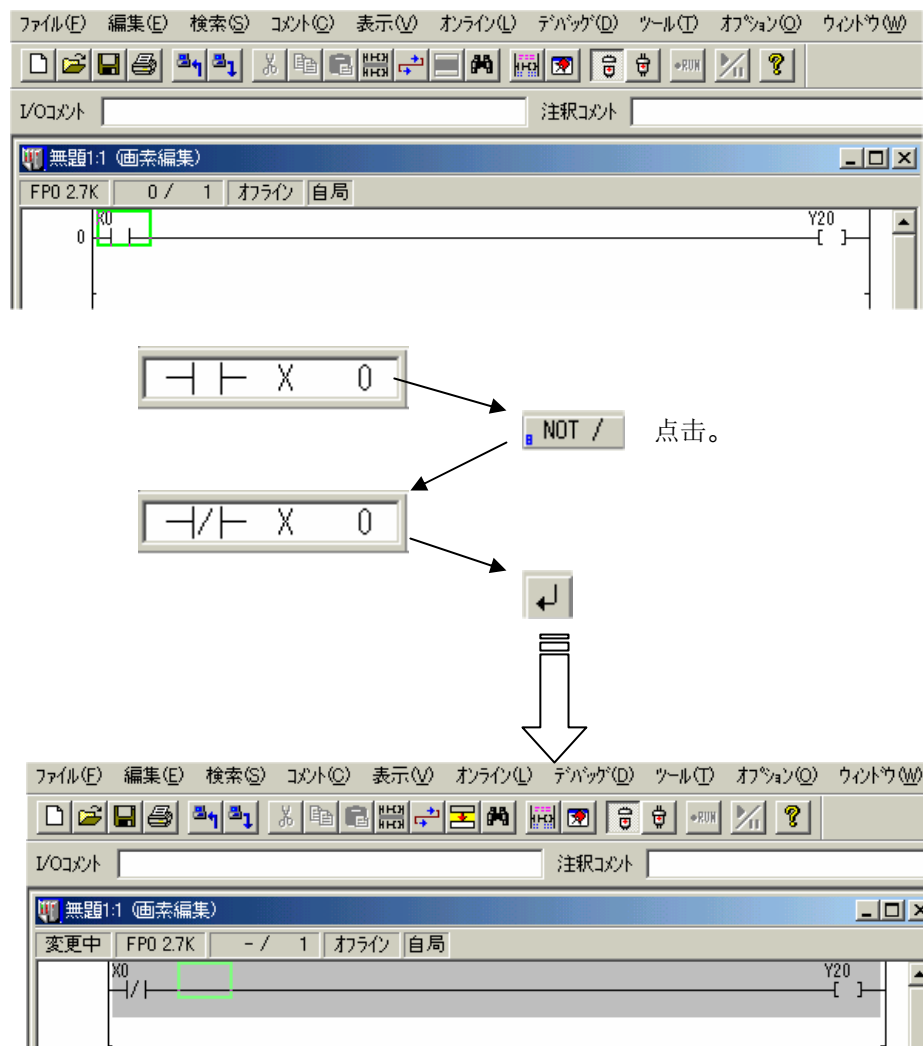 ファイル(F) 編集(E) 検索(S) コメント(C) 表示(V) オンライン(L) デバッグ(D) ツール(T) オプション(O) ウィンドウ(W)
I/Oコメント 注釈コメント
無題1:1 (画素編集)
FP0 2.7K 0 / 1 オフライン 自局
X0 Y20
0
X 0
NOT / 点击。
X 0
ファイル(F) 編集(E) 検索(S) コメント(C) 表示(V) オンライン(L) デバッグ(D) ツール(T) オプション(O) ウィンドウ(W)
I/Oコメント 注釈コメント
無題1:1 (画素編集)
変更中 FP0 2.7K - / 1 オフライン 自局
X0 Y20